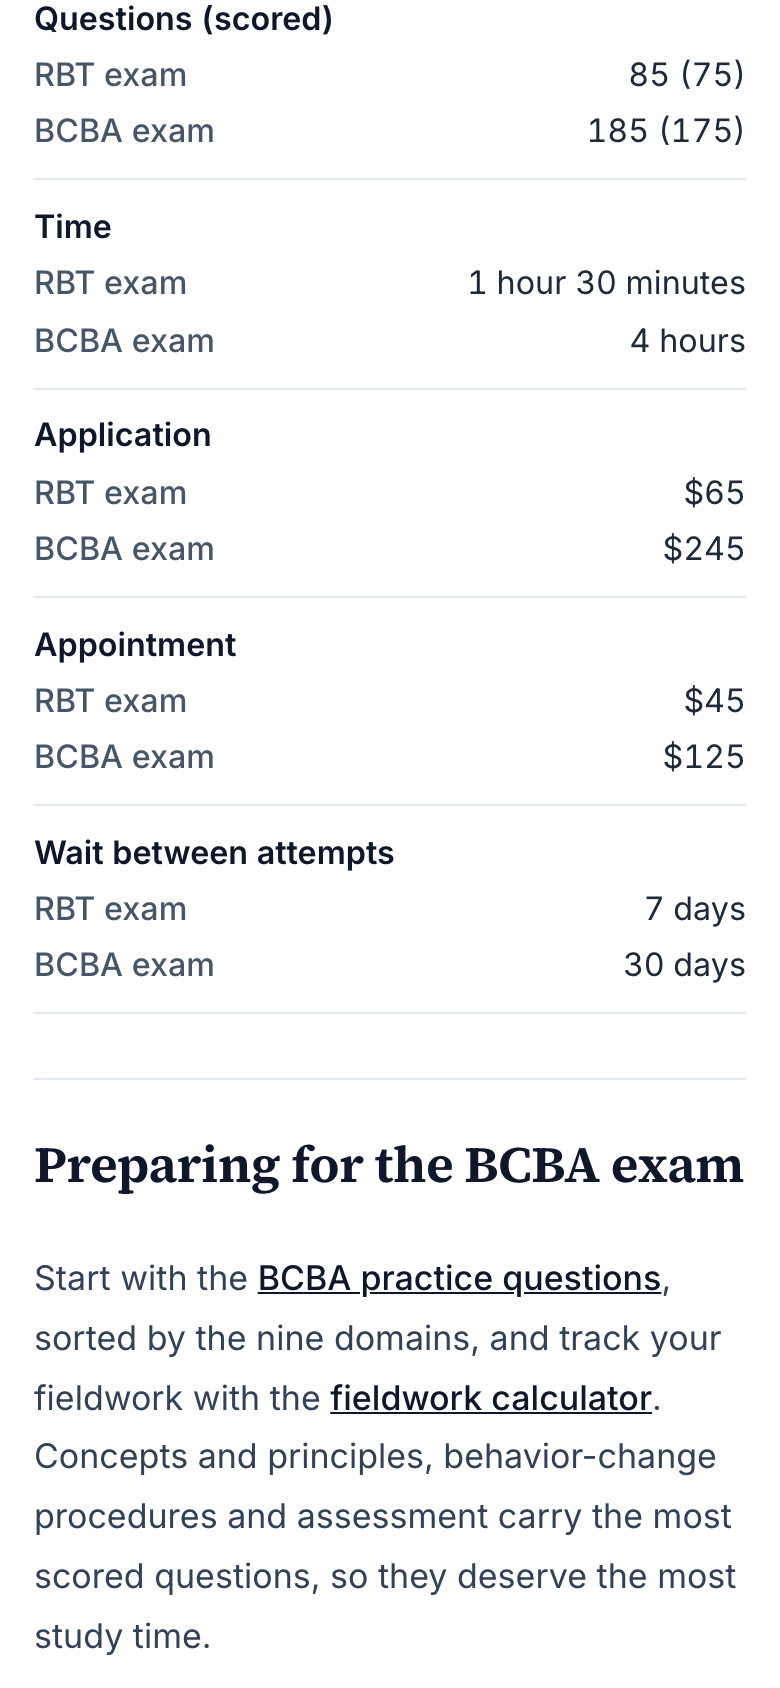 Questions (scored)
RBT exam 85 (75)
BCBA exam 185 (175)
Time
RBT exam 1 hour 30 minutes
BCBA exam 4 hours
Application
RBT exam $65
BCBA exam $245
Appointment
RBT exam $45
BCBA exam $125
Wait between attempts
RBT exam 7 days
BCBA exam 30 days
Preparing for the BCBA exam
Start with the BCBA practice questions,
sorted by the nine domains, and track your
fieldwork with the fieldwork calculator.
Concepts and principles, behavior-change
procedures and assessment carry the most
scored questions, so they deserve the most
study time.